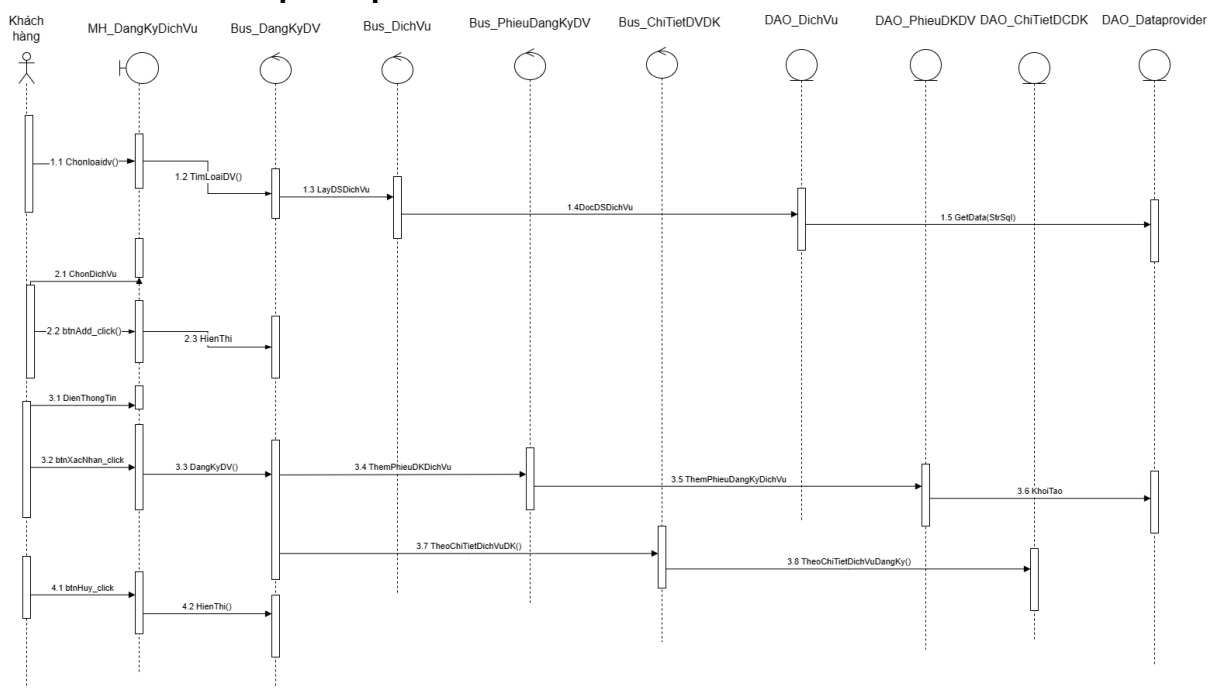 Khách
hàng
MH_DangKyDichVu
Bus_DangKyDV
Bus_DichVu
Bus_PhieuDangKyDV
Bus_ChiTietDVDK
DAO_DichVu
DAO_PhieuDKDV
DAO_ChiTietDCDK
DAO_Dataprovider
1.1 Chonloaidv()
1.2 TimLoaiDV()
1.3 LayDSDichVu
1.4DocDSDichVu
1.5 GetData(StrSql)
2.1 ChonDichVu
2.2 btnAdd_click()
2.3 HienThi
3.1 DienThongTin
3.2 btnXacNhan_click
3.3 DangKyDV()
3.4 ThemPhieuDKDichVu
3.5 ThemPhieuDangKyDichVu
3.6 KhoiTao
3.7 TheoChiTietDichVuDK()
3.8 TheoChiTietDichVuDangKy()
4.1 btnHuy_click
4.2 HienThi()